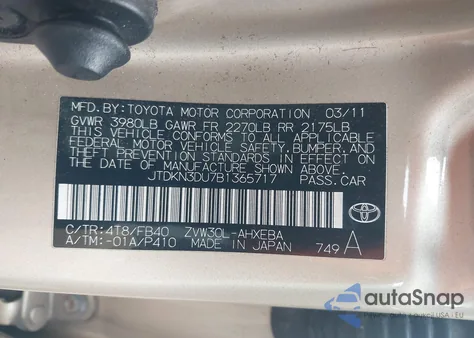 MFD.BY:TOYOTA MOTOR CORPORATION 03/11
GVWR 3980LB GAWR FR 2270LB RR 2175LB
THIS VEHICLE CONFORMS TO ALL APPLICABLE
FEDERAL MOTOR VEHICLE SAFETY, BUMPER,
AND THEFT PREVENTION STANDARDS IN EFFECT
ON THE DATE OF MANUFACTURE SHOWN ABOVE.
JTDKN3DU7B1365717 PASS.CAR
C/TR:4T8/FB40 ZVW30L-AHXEBA
A/TM:-01A/P410 MADE IN JAPAN 749 A
TOYOTA
autoSnap